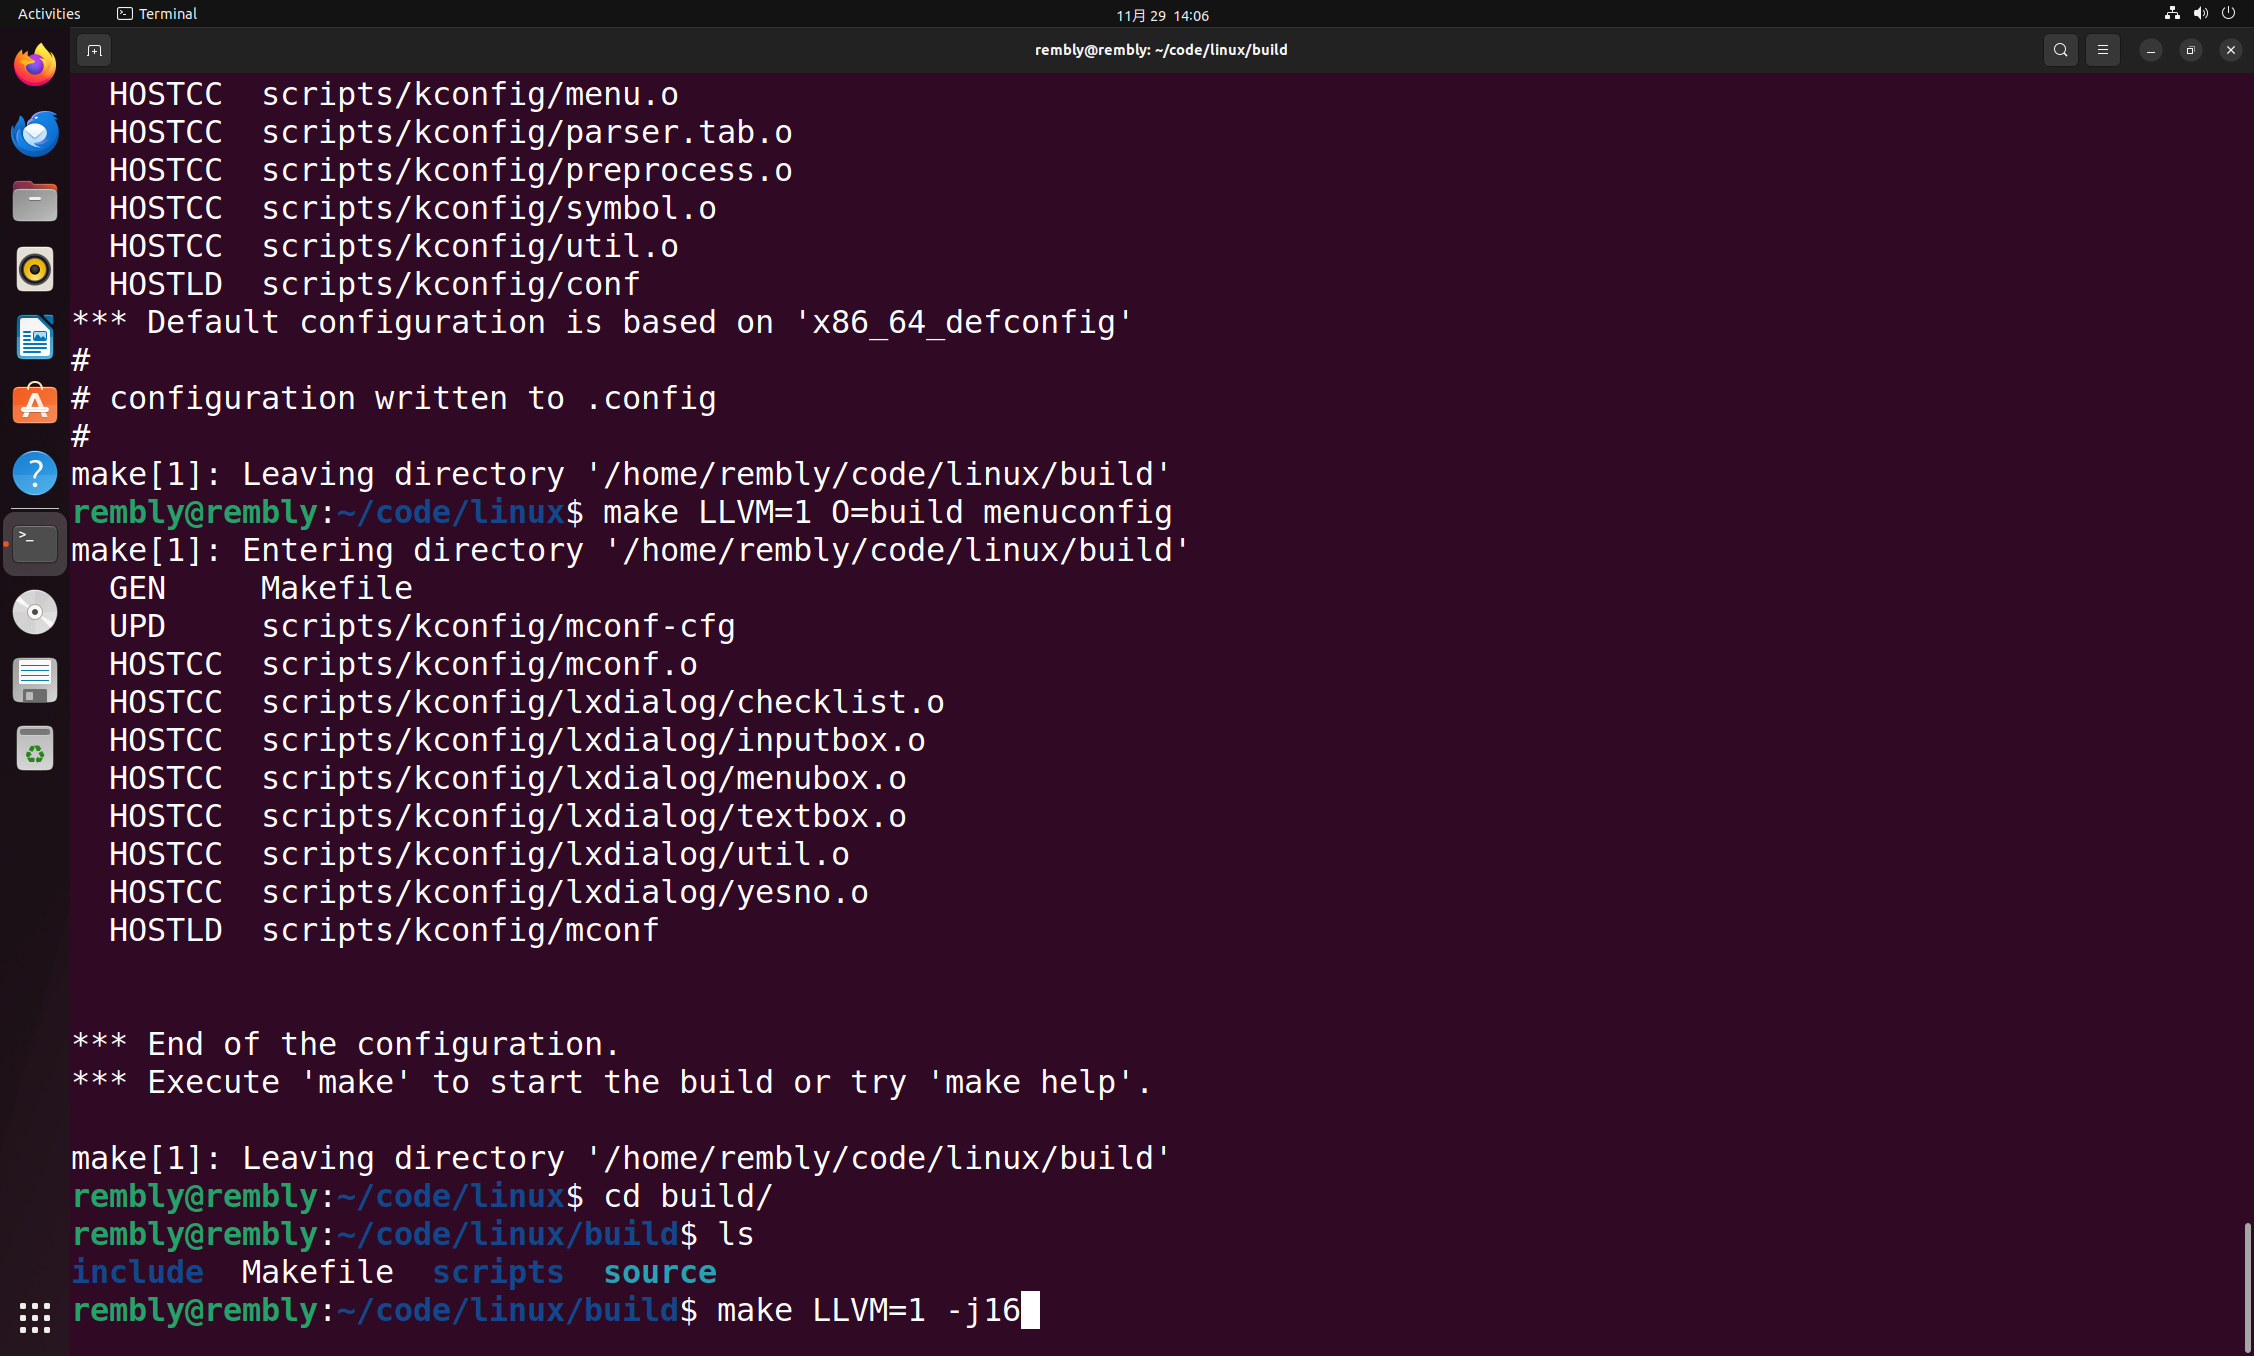 Activities
Terminal
11月 29 14:06
rembly@rembly: ~/code/linux/build
HOSTCC scripts/kconfig/menu.o
HOSTCC scripts/kconfig/parser.tab.o
HOSTCC scripts/kconfig/preprocess.o
HOSTCC scripts/kconfig/symbol.o
HOSTCC scripts/kconfig/util.o
HOSTLD scripts/kconfig/conf
*** Default configuration is based on 'x86_64_defconfig'
#
# configuration written to .config
#
make[1]: Leaving directory '/home/rembly/code/linux/build'
rembly@rembly:~/code/linux$ make LLVM=1 O=build menuconfig
make[1]: Entering directory '/home/rembly/code/linux/build'
GEN Makefile
UPD scripts/kconfig/mconf-cfg
HOSTCC scripts/kconfig/mconf.o
HOSTCC scripts/kconfig/lxdialog/checklist.o
HOSTCC scripts/kconfig/lxdialog/inputbox.o
HOSTCC scripts/kconfig/lxdialog/menubox.o
HOSTCC scripts/kconfig/lxdialog/textbox.o
HOSTCC scripts/kconfig/lxdialog/util.o
HOSTCC scripts/kconfig/lxdialog/yesno.o
HOSTLD scripts/kconfig/mconf
*** End of the configuration.
*** Execute 'make' to start the build or try 'make help'.
make[1]: Leaving directory '/home/rembly/code/linux/build'
rembly@rembly:~/code/linux$ cd build/
rembly@rembly:~/code/linux/build$ ls
include Makefile scripts source
rembly@rembly:~/code/linux/build$ make LLVM=1 -j16